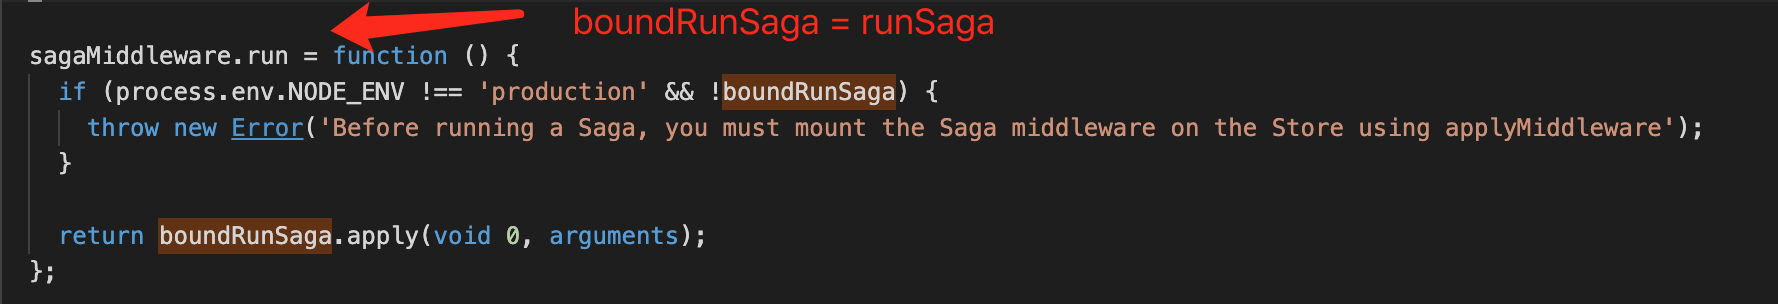 boundRunSaga = runSaga
sagaMiddleware.run = function () {
if (process.env.NODE_ENV !== 'production' && !boundRunSaga) {
throw new Error('Before running a Saga, you must mount the Saga middleware on the Store using applyMiddleware');
}
return boundRunSaga.apply(void 0, arguments);
};